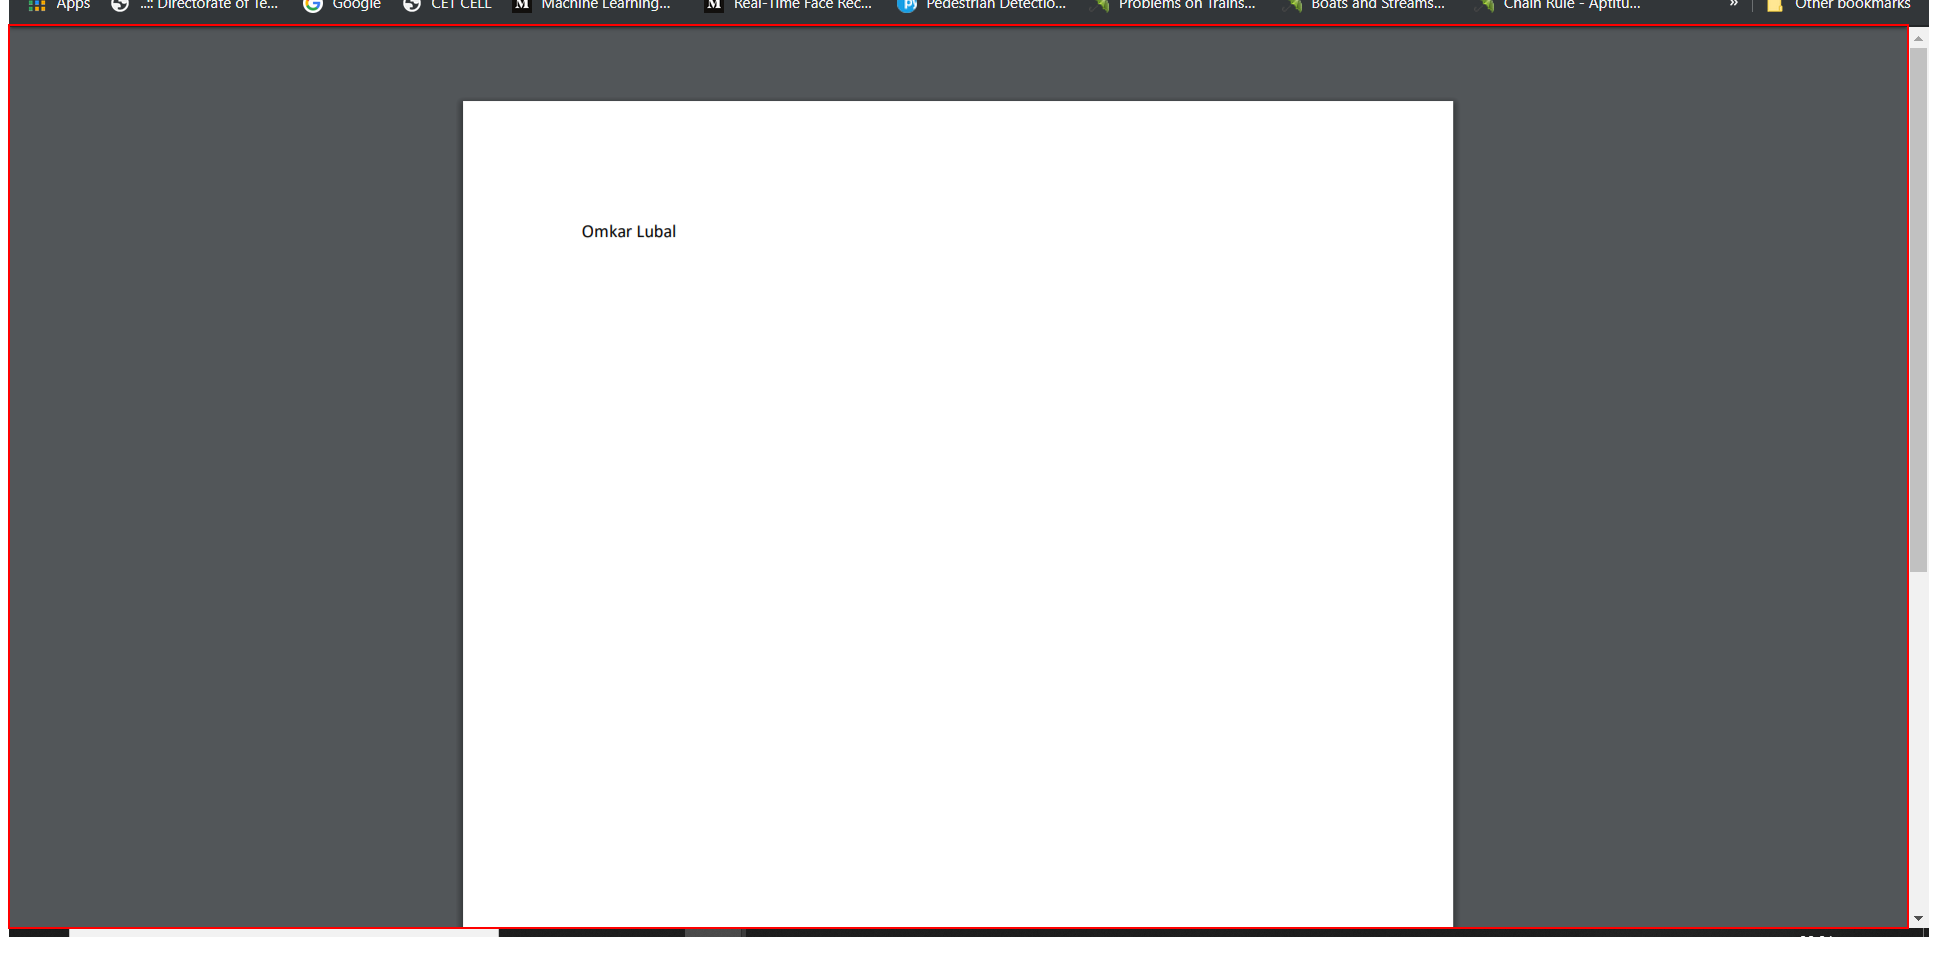 Apps ..:: Directorate of Te... Google CET CELL M Machine Learning... M Real-Time Face Rec... Pedestrian Detectio... Problems on Trains... Boats and Streams... Chain Rule - Aptitu... » Other bookmarks
Omkar Lubal